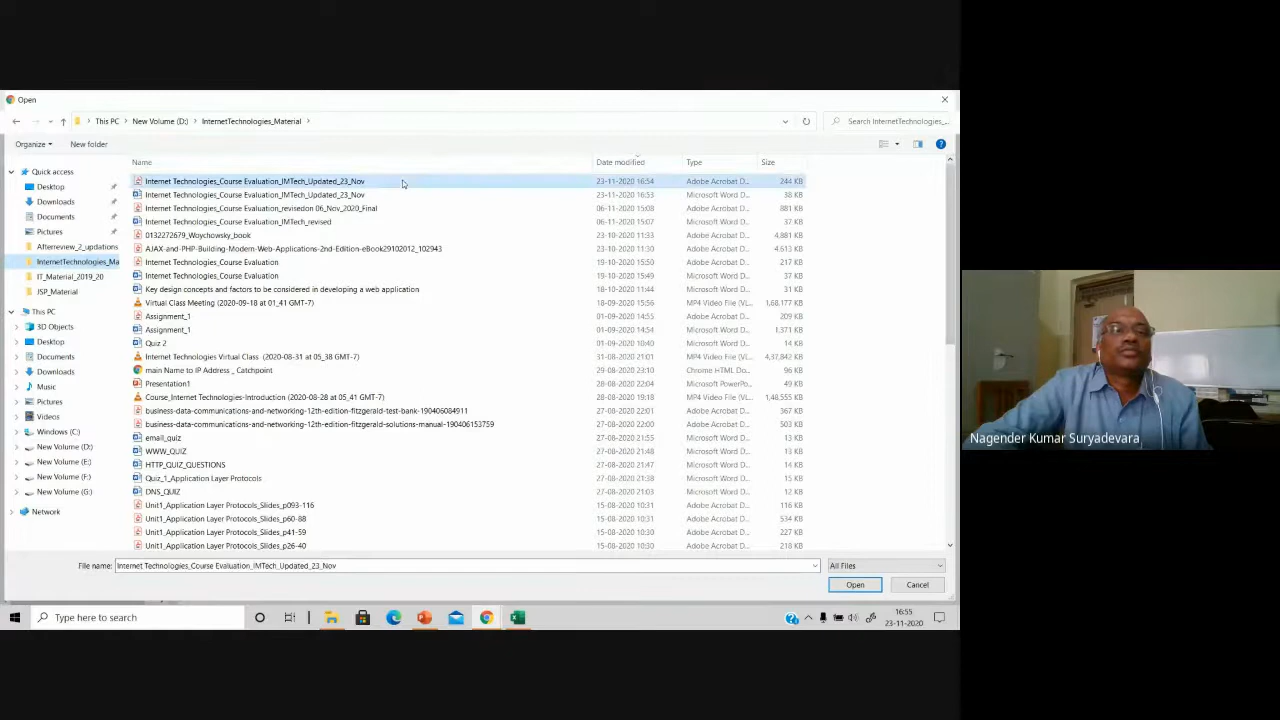 Open
This PC > New Volume (D:) > InternetTechnologies_Material >
Search InternetTechnologies_...
Organize
New folder
Name Date modified Type Size
Quick access
Desktop
Downloads
Documents
Pictures
Afterreview_2_updations
InternetTechnologies_Ma
IT_Material_2019_20
JSP_Material
This PC
3D Objects
Desktop
Documents
Downloads
Music
Pictures
Videos
Windows (C:)
New Volume (D:)
New Volume (E:)
New Volume (F:)
New Volume (G:)
Network
Internet Technologies_Course Evaluation_IMTech_Updated_23_Nov 23-11-2020 16:54 Adobe Acrobat D... 244 KB
Internet Technologies_Course Evaluation_IMTech_Updated_23_Nov 23-11-2020 16:53 Microsoft Word D... 38 KB
Internet Technologies_Course Evaluation_revisedon 06_Nov_2020_Final 06-11-2020 15:08 Adobe Acrobat D... 881 KB
Internet Technologies_Course Evaluation_IMTech_revised 06-11-2020 15:07 Microsoft Word D... 37 KB
0132272679_Woychowsky_book 23-10-2020 11:33 Adobe Acrobat D... 4,881 KB
AJAX-and-PHP-Building-Modern-Web-Applications-2nd-Edition-eBook29102012_102943 23-10-2020 11:30 Adobe Acrobat D... 4,613 KB
Internet Technologies_Course Evaluation 19-10-2020 15:50 Adobe Acrobat D... 217 KB
Internet Technologies_Course Evaluation 19-10-2020 15:49 Microsoft Word D... 36 KB
Key design concepts and factors to be considered in developing a web application 18-10-2020 11:44 Microsoft Word D... 31 KB
Virtual Class Meeting (2020-09-18 at 01_41 GMT-7) 18-09-2020 15:56 MP4 Video File (VL... 1,68,177 KB
Assignment_1 01-09-2020 14:55 Adobe Acrobat D... 209 KB
Assignment_1 01-09-2020 14:54 Microsoft Word D... 1,371 KB
Quiz 2 01-09-2020 10:40 Microsoft Word D... 14 KB
Internet Technologies Virtual Class (2020-08-31 at 05_38 GMT-7) 31-08-2020 21:01 MP4 Video File (VL... 4,37,842 KB
main Name to IP Address _ Catchpoint 29-08-2020 23:10 Chrome HTML Do... 96 KB
Presentation1 28-08-2020 22:04 Microsoft PowerPo... 49 KB
Course_Internet Technologies-Introduction (2020-08-28 at 05_41 GMT-7) 28-08-2020 19:18 MP4 Video File (VL... 1,48,555 KB
business-data-communications-and-networking-12th-edition-fitzgerald-test-bank-190406084911 27-08-2020 22:01 Adobe Acrobat D... 367 KB
business-data-communications-and-networking-12th-edition-fitzgerald-solutions-manual-190406153759 27-08-2020 22:00 Adobe Acrobat D... 503 KB
email_quiz 27-08-2020 21:55 Microsoft Word D... 13 KB
WWW_QUIZ 27-08-2020 21:51 Microsoft Word D... 13 KB
HTTP_QUIZ_QUESTIONS 27-08-2020 21:47 Microsoft Word D... 14 KB
Quiz_1_Application Layer Protocols 27-08-2020 21:38 Microsoft Word D... 15 KB
DNS_QUIZ 27-08-2020 21:03 Microsoft Word D... 12 KB
Unit1_Application Layer Protocols_Slides_p093-116 15-08-2020 10:31 Adobe Acrobat D... 116 KB
Unit1_Application Layer Protocols_Slides_p60-88 15-08-2020 10:31 Adobe Acrobat D... 534 KB
Unit1_Application Layer Protocols_Slides_p41-59 15-08-2020 10:30 Adobe Acrobat D... 227 KB
Unit1_Application Layer Protocols_Slides_p26-40 15-08-2020 10:30 Adobe Acrobat D... 218 KB
File name: Internet Technologies_Course Evaluation_IMTech_Updated_23_Nov
All Files
Open
Cancel
Type here to search
16:55
23-11-2020
Nagender Kumar Suryadevara